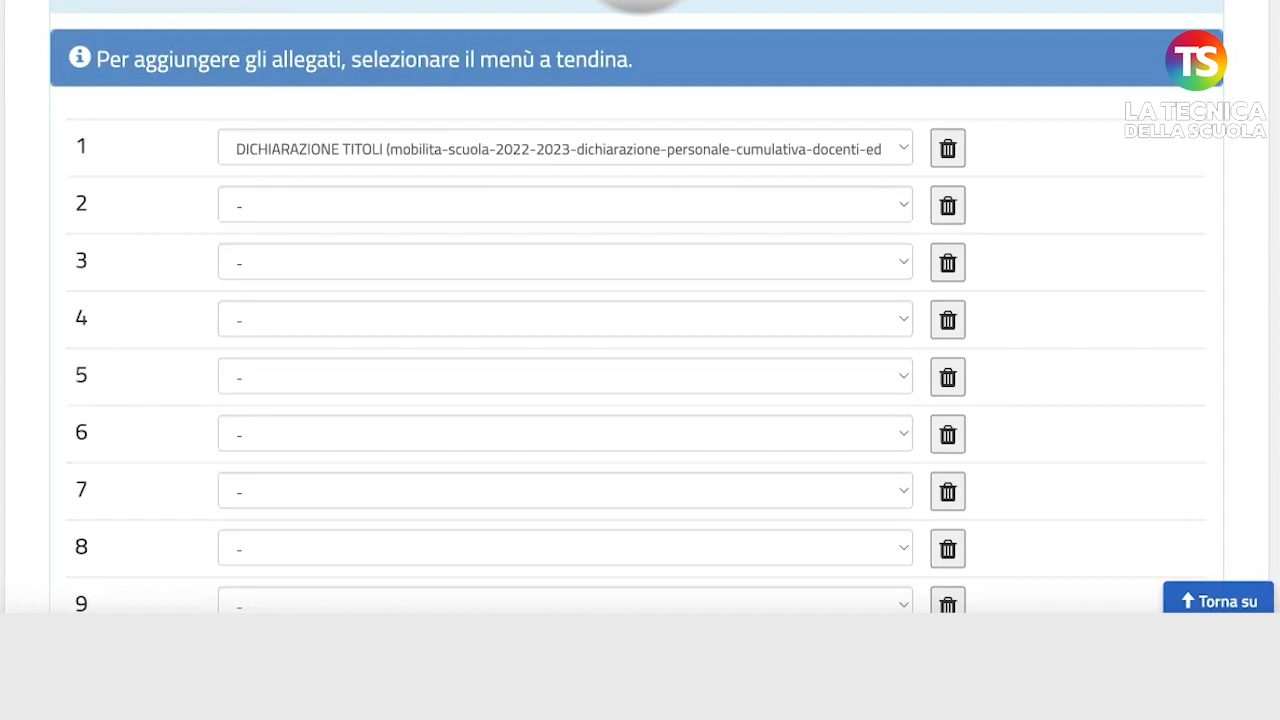 Per aggiungere gli allegati, selezionare il menù a tendina.
TS
LA TECNICA
DELLA SCUOLA
1 DICHIARAZIONE TITOLI (mobilita-scuola-2022-2023-dichiarazione-personale-cumulativa-docenti-ed
2 -
3 -
4 -
5 -
6 -
7 -
8 -
9 -
Torna su